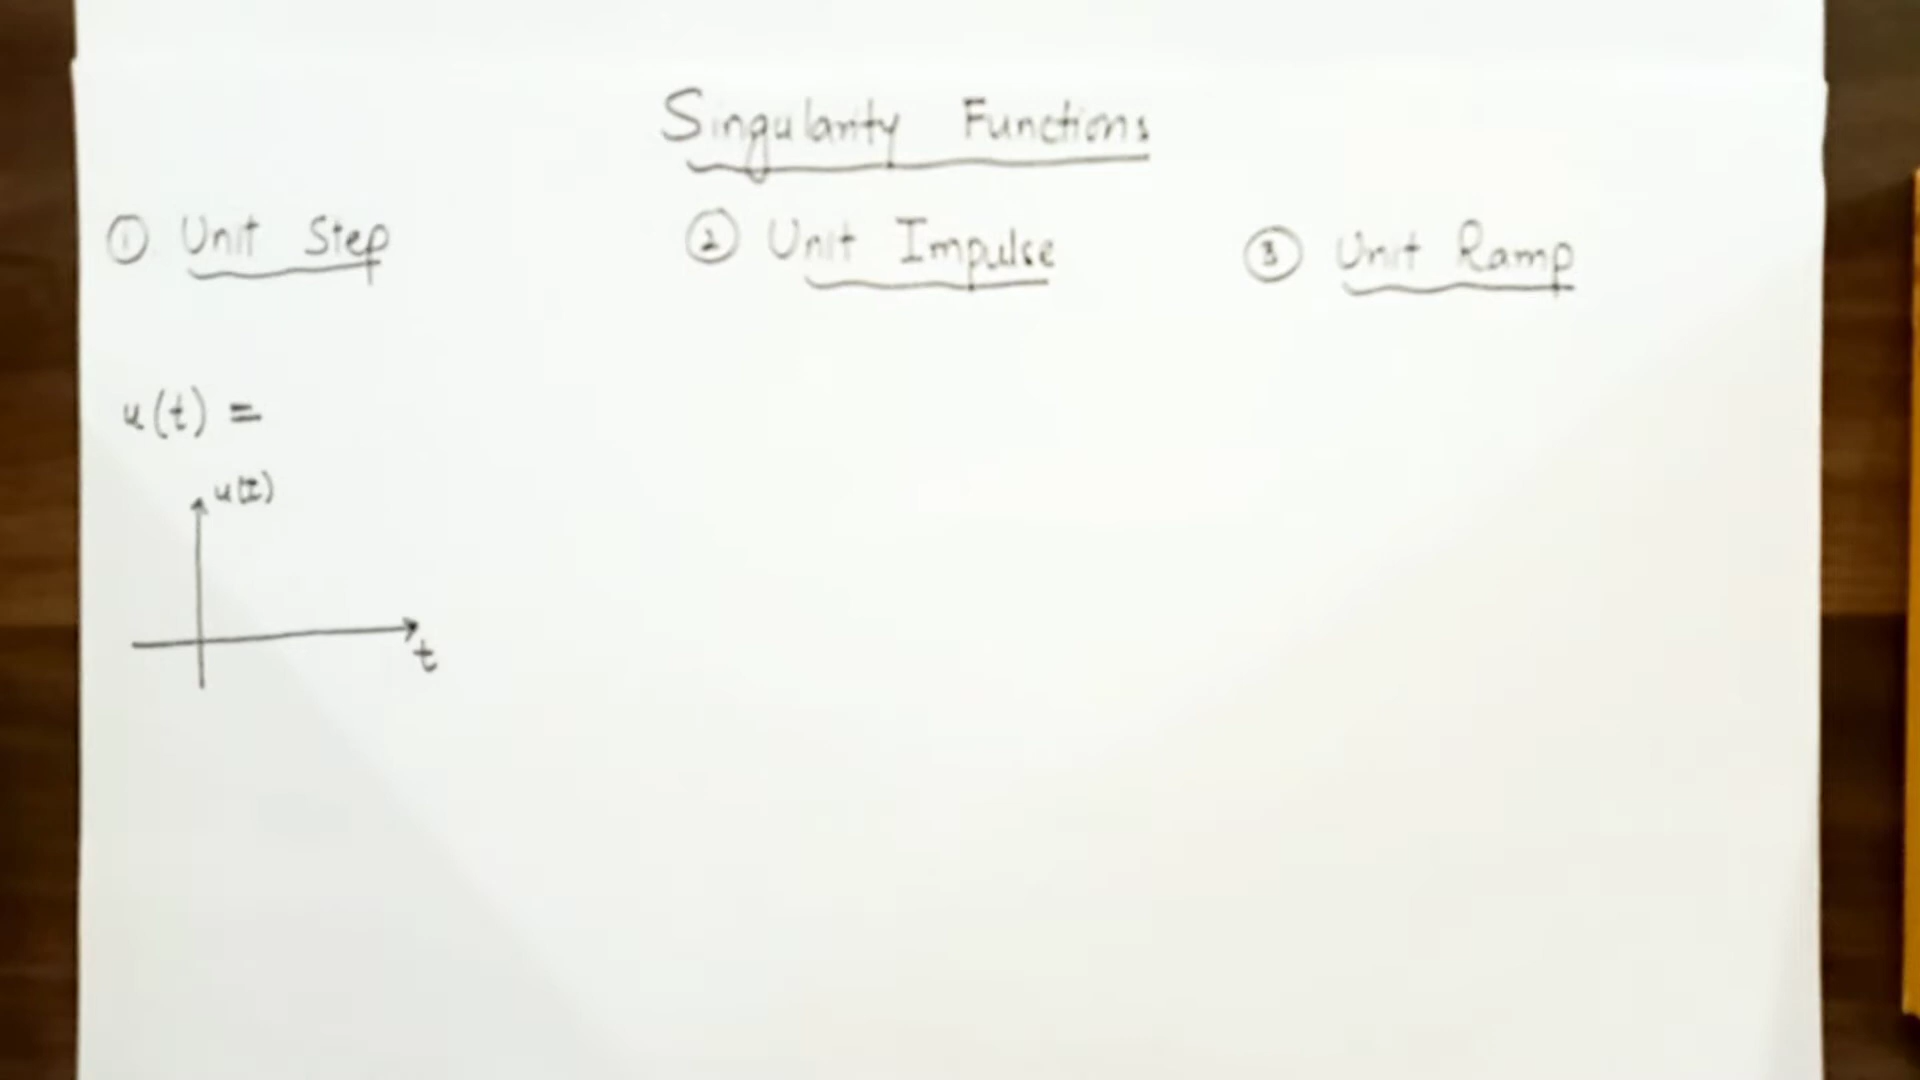 Singularity Functions
① Unit Step
② Unit Impulse
③ Unit Ramp
u(t) =
u(t)
t